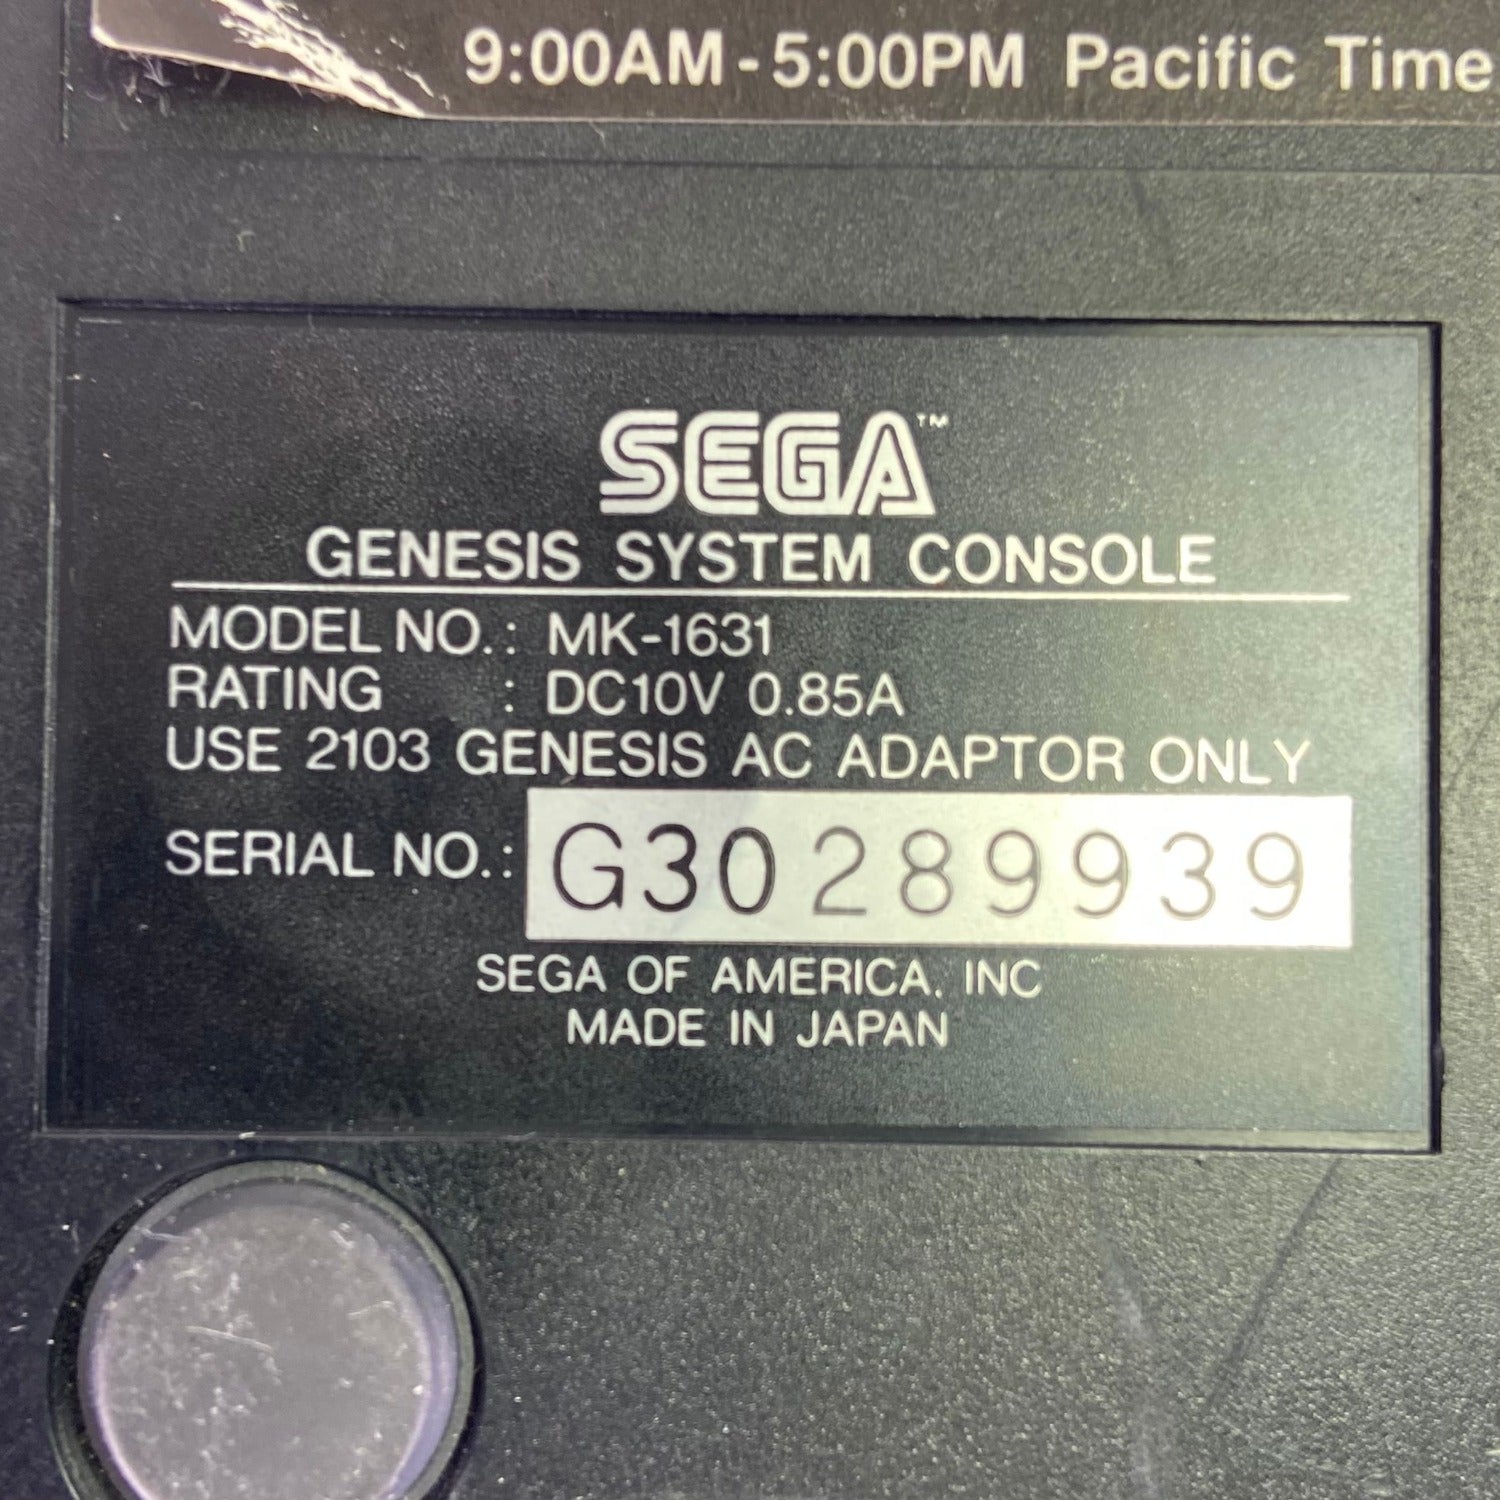 9:00AM-5:00PM Pacific Time
SEGA™
GENESIS SYSTEM CONSOLE
MODEL NO.: MK-1631
RATING : DC10V 0.85A
USE 2103 GENESIS AC ADAPTOR ONLY
SERIAL NO.: G30289939
SEGA OF AMERICA. INC
MADE IN JAPAN